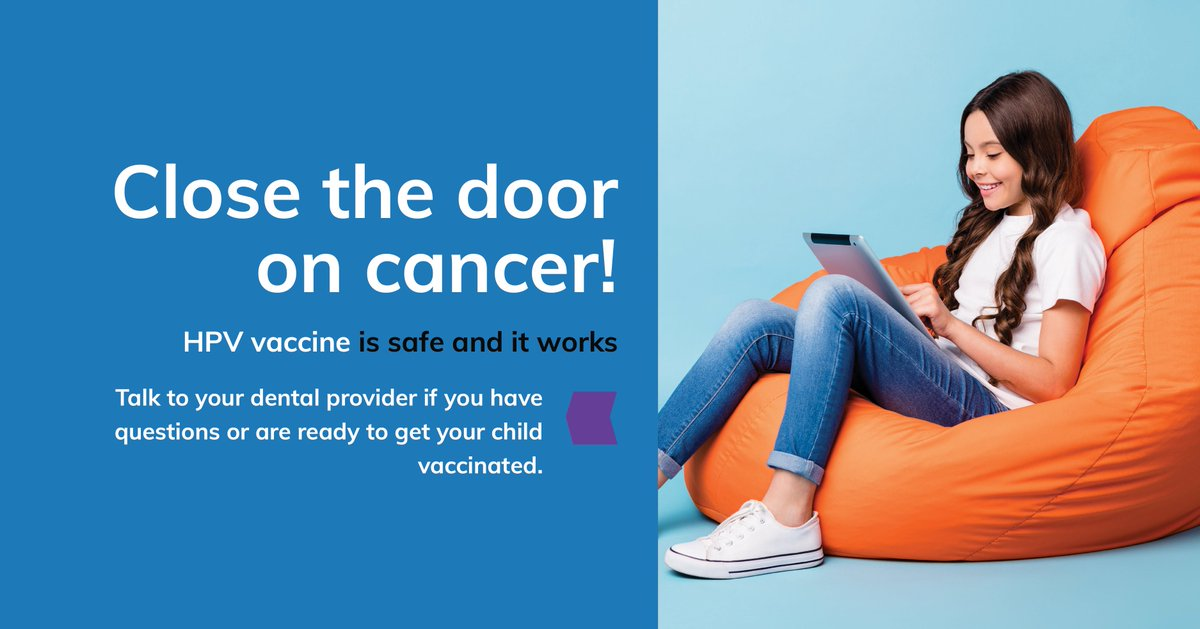 Close the door
on cancer!
HPV vaccine is safe and it works
Talk to your dental provider if you have
questions or are ready to get your child
vaccinated.